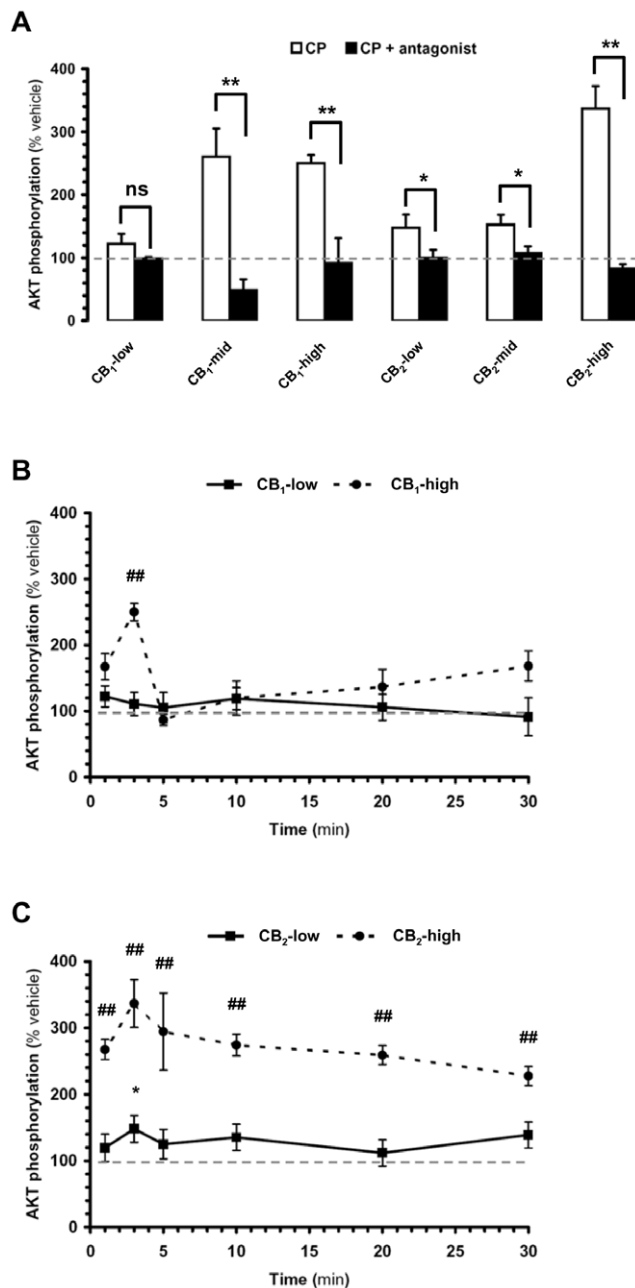 A
CP CP + antagonist
AKT phosphorylation (% vehicle)
400
300
200
100
0
ns
**
**
*
*
**
CB₁-low
CB₁-mid
CB₁-high
CB₂-low
CB₂-mid
CB₂-high
B
CB₁-low CB₁-high
AKT phosphorylation (% vehicle)
400
300
200
100
0
##
0 5 10 15 20 25 30
Time (min)
C
CB₂-low CB₂-high
AKT phosphorylation (% vehicle)
400
300
200
100
0
##
##
##
##
##
##
*
0 5 10 15 20 25 30
Time (min)